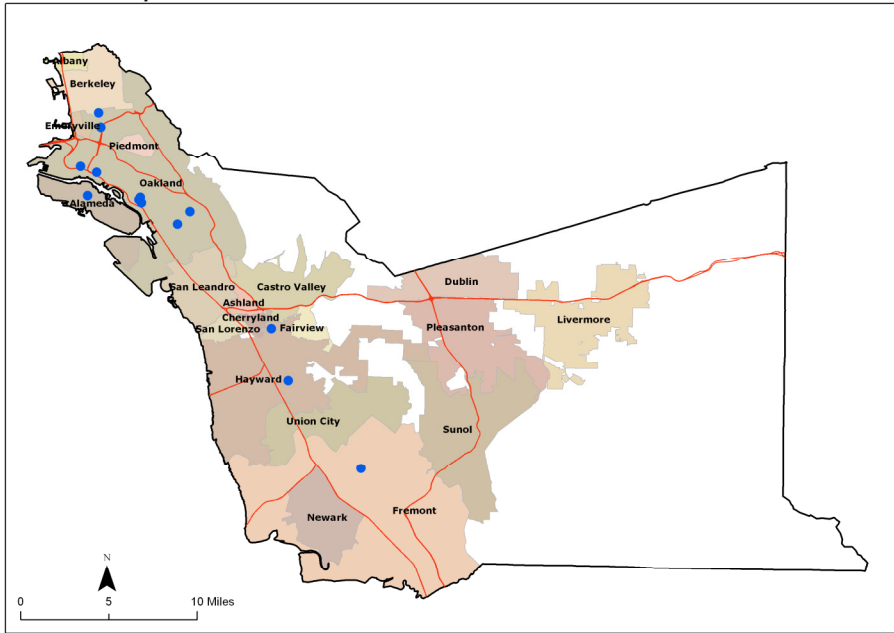 Albany
Berkeley
Emeryville
Piedmont
Oakland
Alameda
San Leandro
Castro Valley
Dublin
Ashland
Cherryland
San Lorenzo
Fairview
Pleasanton
Livermore
Hayward
Union City
Sunol
Newark
Fremont
N
0 5 10 Miles